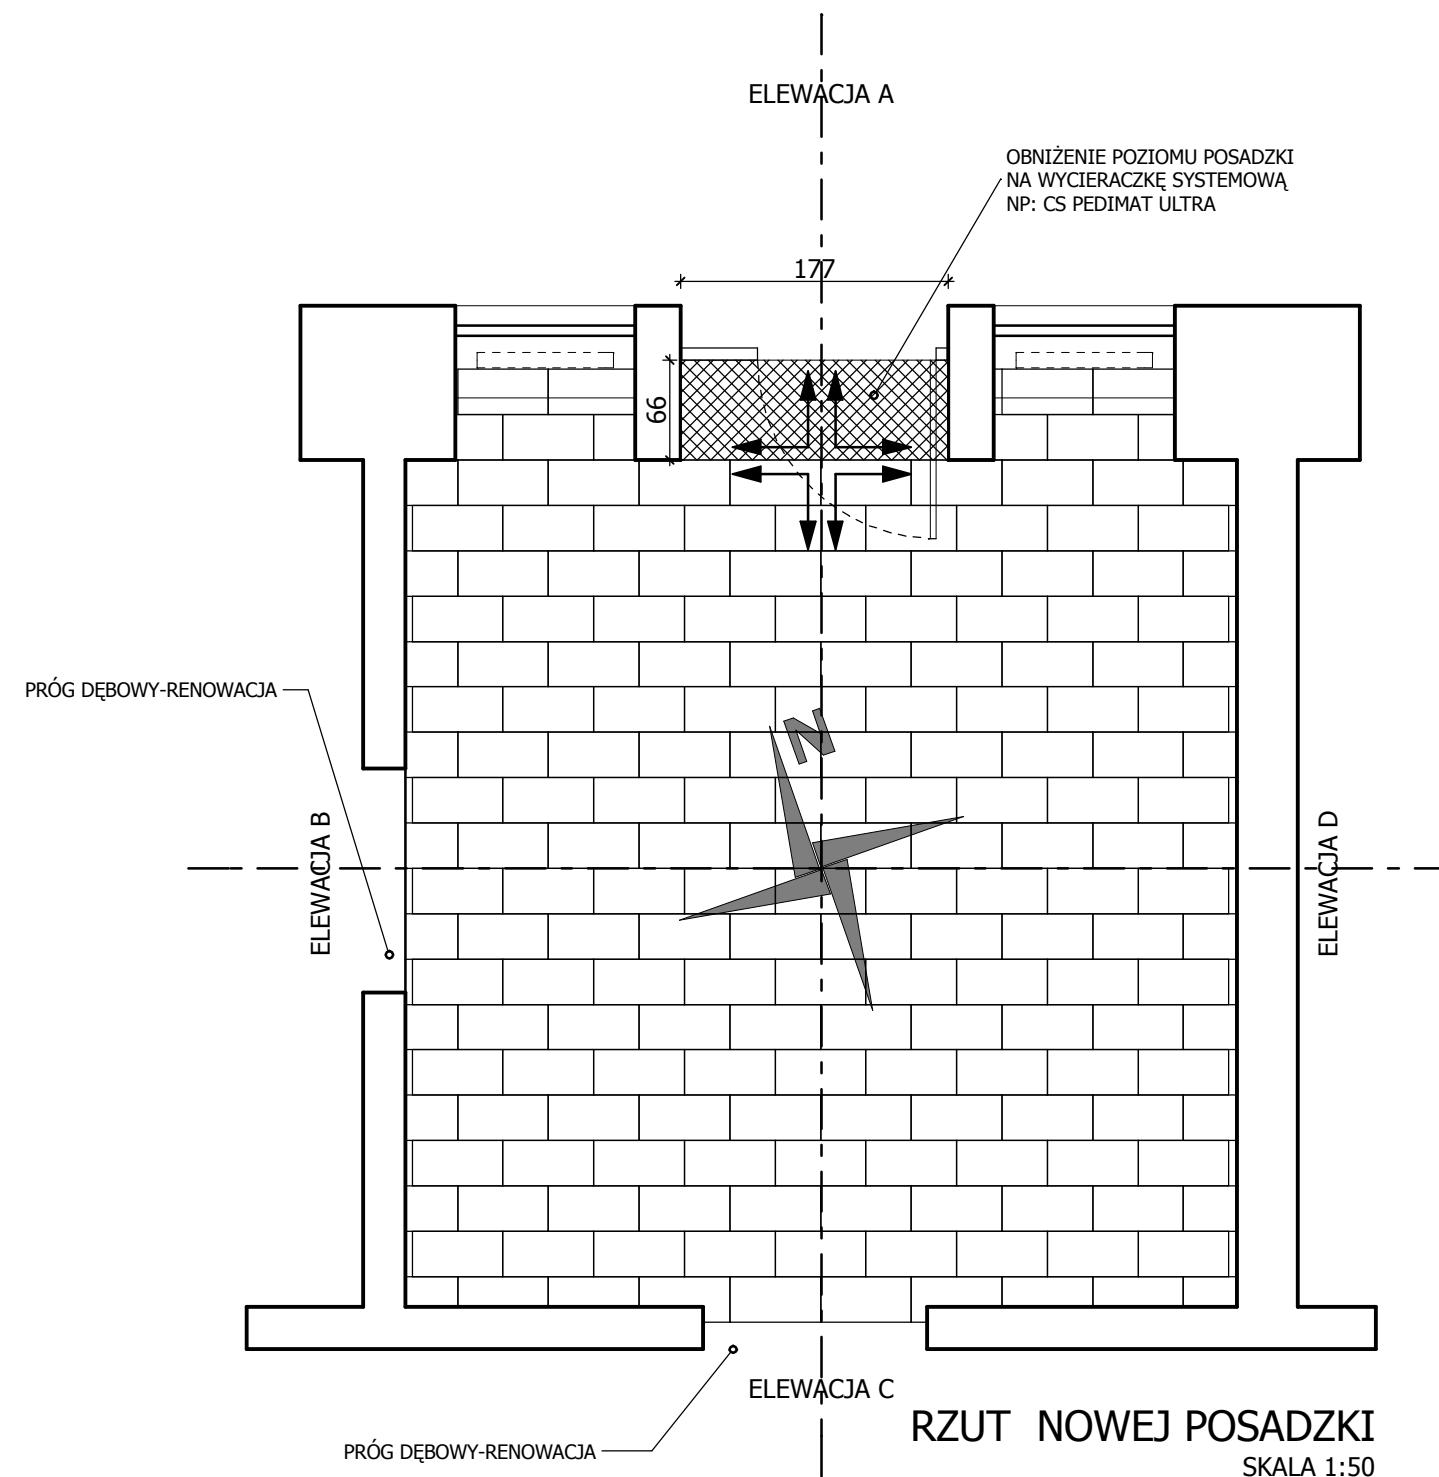 ELEWACJA A
OBNIŻENIE POZIOMU POSADZKI
NA WYCIERACZKĘ SYSTEMOWĄ
NP: CS PEDIMAT ULTRA
177
66
PRÓG DĘBOWY-RENOWACJA
N
ELEWACJA B
ELEWACJA D
ELEWACJA C
RZUT NOWEJ POSADZKI
PRÓG DĘBOWY-RENOWACJA
SKALA 1:50